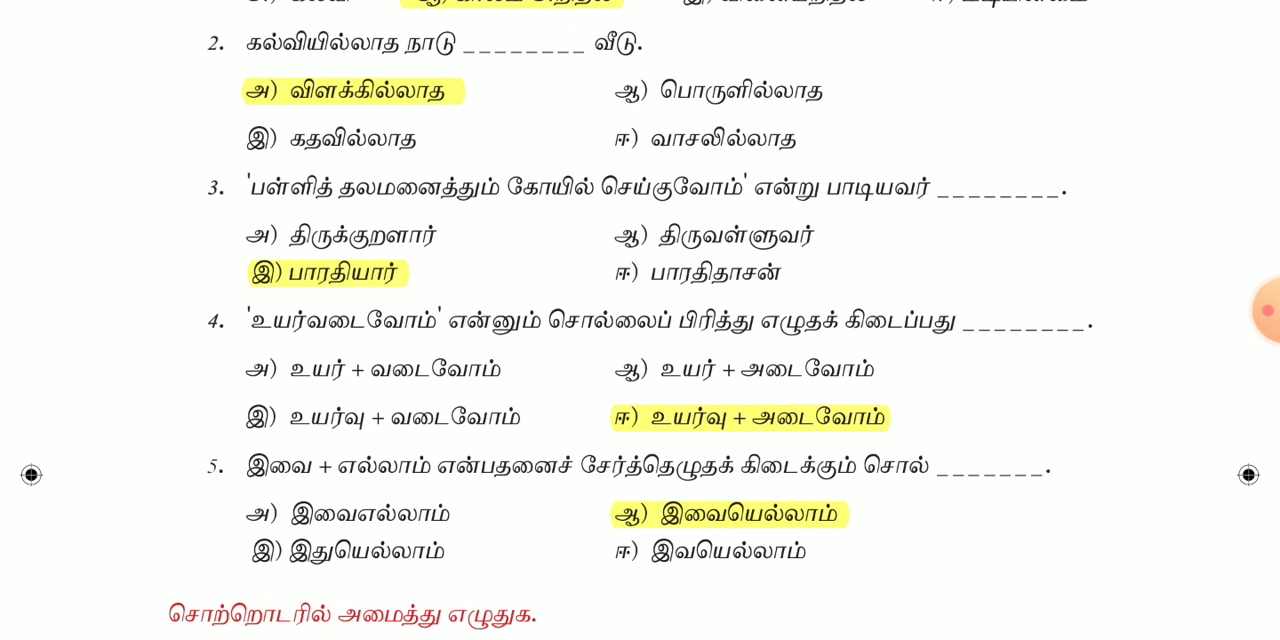 2. கல்வியில்லாத நாடு ________ வீடு.
அ) விளக்கில்லாத ஆ) பொருளில்லாத
இ) கதவில்லாத ஈ) வாசலில்லாத
3. 'பள்ளித் தலமனைத்தும் கோயில் செய்குவோம்' என்று பாடியவர் ________.
அ) திருக்குறளார் ஆ) திருவள்ளுவர்
இ) பாரதியார் ஈ) பாரதிதாசன்
4. 'உயர்வடைவோம்' என்னும் சொல்லைப் பிரித்து எழுதக் கிடைப்பது ________.
அ) உயர் + வடைவோம் ஆ) உயர் + அடைவோம்
இ) உயர்வு + வடைவோம் ஈ) உயர்வு + அடைவோம்
5. இவை + எல்லாம் என்பதனைச் சேர்த்தெழுதக் கிடைக்கும் சொல் _______.
அ) இவைஎல்லாம் ஆ) இவையெல்லாம்
இ) இதுயெல்லாம் ஈ) இவயெல்லாம்
சொற்றொடரில் அமைத்து எழுதுக.